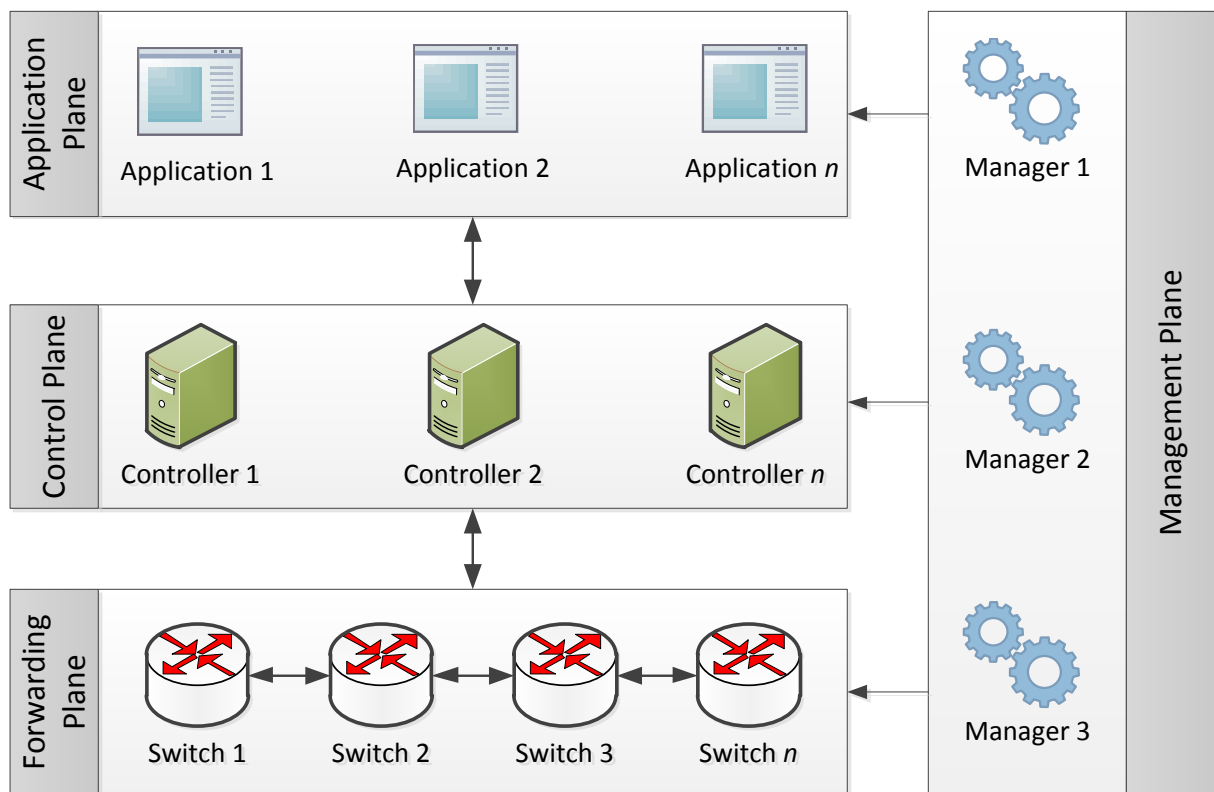 Application
Plane
Application 1
Application 2
Application n
Manager 1
Control Plane
Controller 1
Controller 2
Controller n
Manager 2
Management Plane
Forwarding
Plane
Switch 1
Switch 2
Switch 3
Switch n
Manager 3